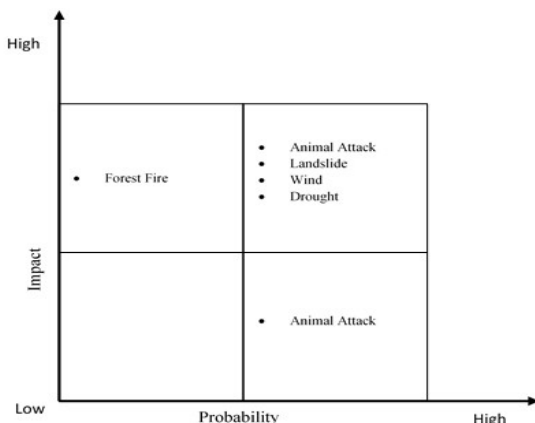 High
Animal Attack
Landslide
Forest Fire
Wind
Drought
Impact
Animal Attack
Low
Probability
High